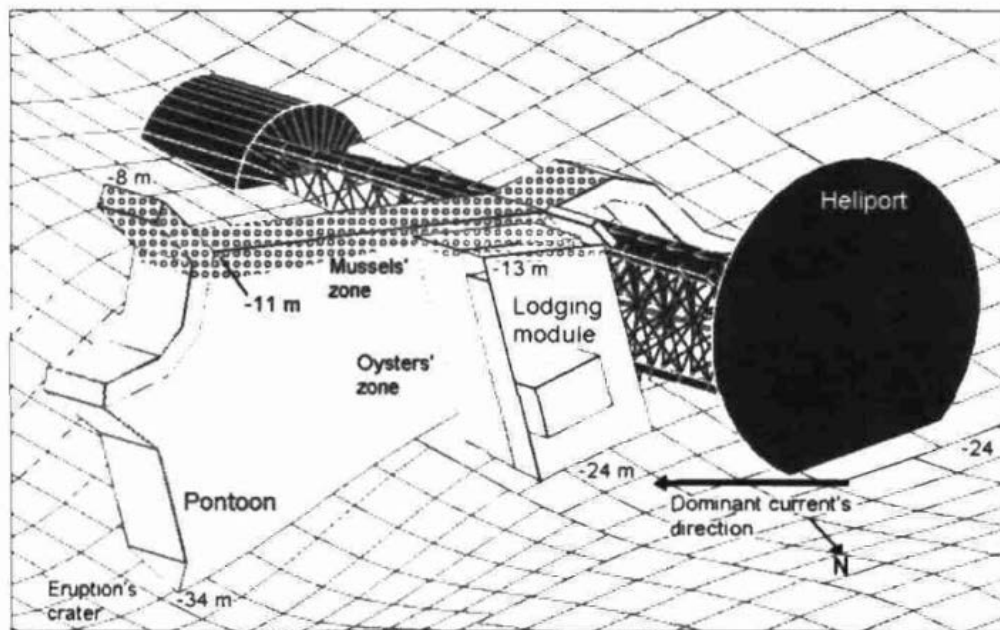 -8 m.
Heliport
Mussels'
zone
-13 m
-11 m
Lodging
module
Oysters'
zone
-24 m
-24
Dominant current's
direction
Pontoon
N
Eruption's
crater
-34 m